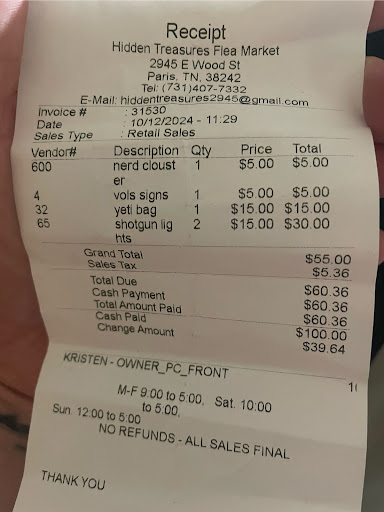 Receipt
Hidden Treasures Flea Market
2945 E Wood St
Paris, TN, 38242
Tel: (731)407-7332
E-Mail: hiddentreasures2945@gmail.com
Invoice # : 31530
Date : 10/12/2024 - 11:29
Sales Type : Retail Sales
Vendor# Description Qty Price Total
600 nerd cloust 1 $5.00 $5.00
er
4 vols signs 1 $5.00 $5.00
32 yeti bag 1 $15.00 $15.00
65 shotgun lig 2 $15.00 $30.00
hts
Grand Total $55.00
Sales Tax $5.36
Total Due $60.36
Cash Payment $60.36
Total Amount Paid $60.36
Cash Paid $100.00
Change Amount $39.64
KRISTEN - OWNER_PC_FRONT
M-F 9:00 to 5:00, Sat. 10:00
to 5:00,
Sun. 12:00 to 5:00
NO REFUNDS - ALL SALES FINAL
THANK YOU